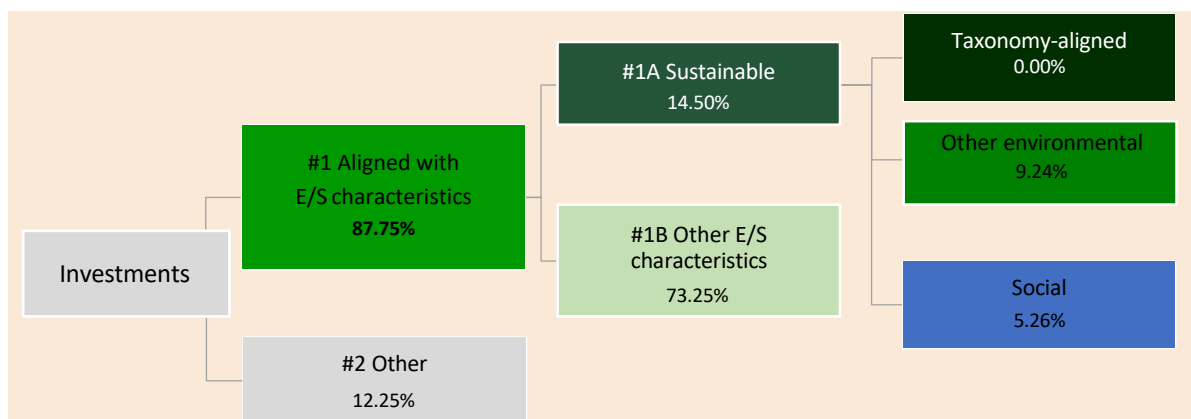 Investments
#1 Aligned with
E/S characteristics
87.75%
#2 Other
12.25%
#1A Sustainable
14.50%
#1B Other E/S
characteristics
73.25%
Taxonomy-aligned
0.00%
Other environmental
9.24%
Social
5.26%